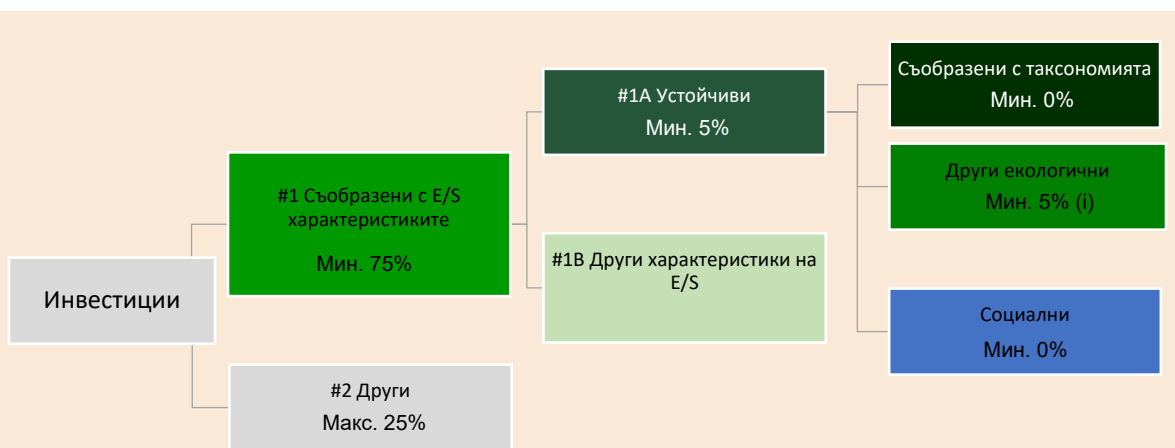 Инвестиции
#1 Съобразени с E/S
характеристиките
Мин. 75%
#2 Други
Макс. 25%
#1A Устойчиви
Мин. 5%
#1B Други характеристики на
E/S
Съобразени с таксономията
Мин. 0%
Други екологични
Мин. 5% (i)
Социални
Мин. 0%